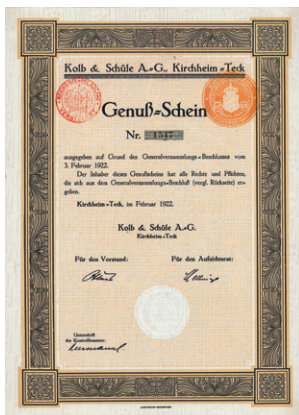 Kolb & Schüle A.-G., Kirchheim-Teck
Genuß-Schein
Nr. 1547
ausgegeben auf Grund des Generalversammlungs-Beschlusses vom
3. Februar 1922.
Der Inhaber dieses Genußscheins hat alle Rechte und Pflichten,
die sich aus dem Generalversammlungs-Beschluß (vergl. Rückseite) er-
geben.
Kirchheim-Teck, im Februar 1922.
Kolb & Schüle A.-G.
Kirchheim-Teck
Für den Vorstand: Für den Aufsichtsrat:
Unterschrift
des Kontrollbeamten: